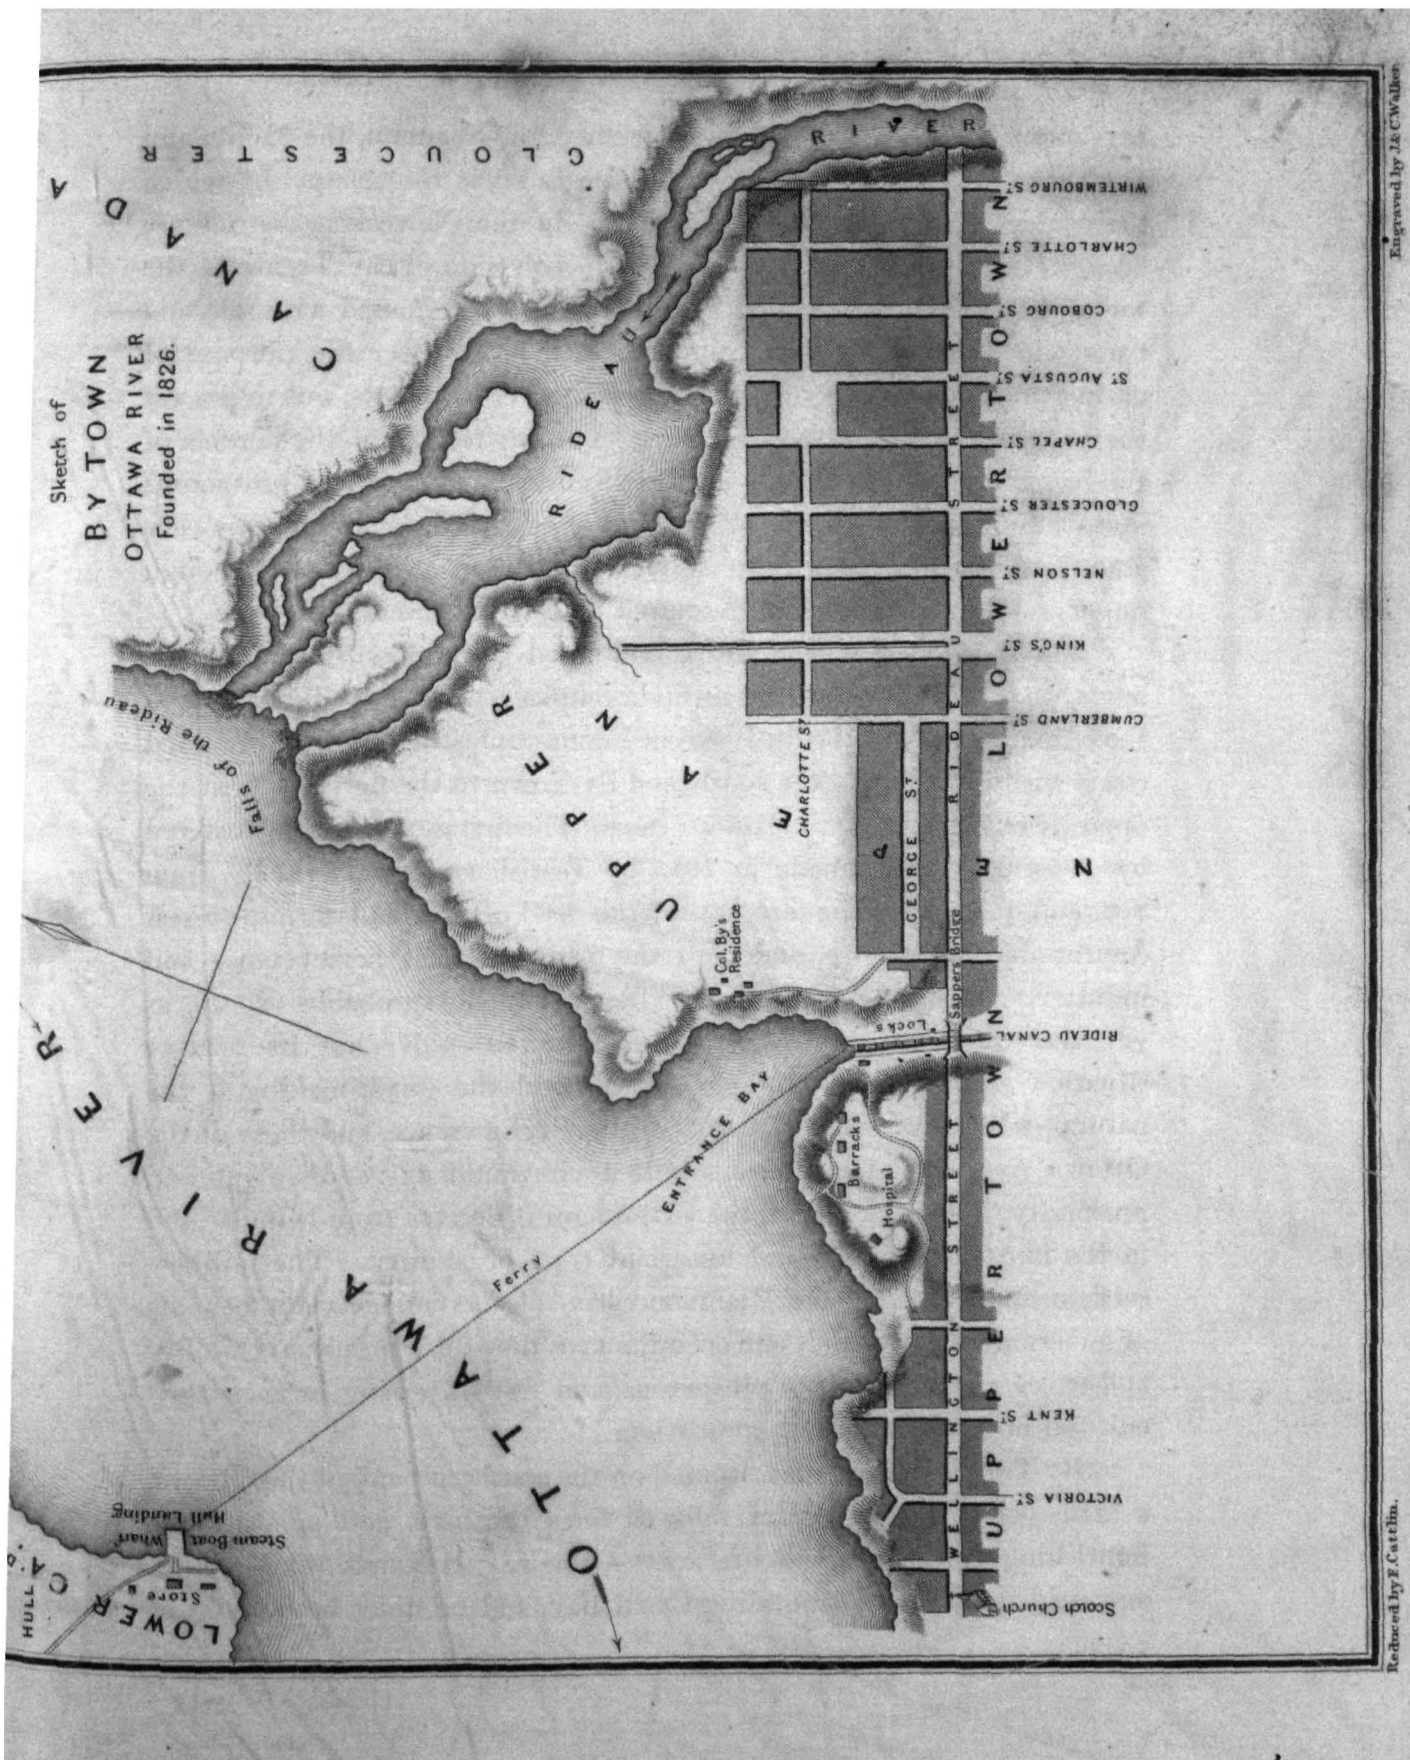 Sketch of
BYTOWN
OTTAWA RIVER
Founded in 1826.
CANADA
GLOUCESTER
RIVER
RIDEAU
Falls of the Rideau
UPPER
CANADA
NEPEAN
OTTAWA RIVER
ENTRANCE BAY
Ferry
HULL
LOWER CAD.
Steam Boat
Wharf
Hull Landing
Store
Col. By's
Residence
Locks
Sappers Bridge
RIDEAU CANAL
Barracks
Hospital
Scotch Church
WELLINGTON STREET
RIDEAU STREET
GEORGE ST
CHARLOTTE ST
UPPER TOWN
LOWER TOWN
VICTORIA ST
KENT ST
CUMBERLAND ST
KING'S ST
NELSON ST
GLOUCESTER ST
CHAPEL ST
ST AUGUSTA ST
COBOURG ST
CHARLOTTE ST
WIRTEMBOURG ST
Reduced by F. Cattlin.
Engraved by J. & C. Walker